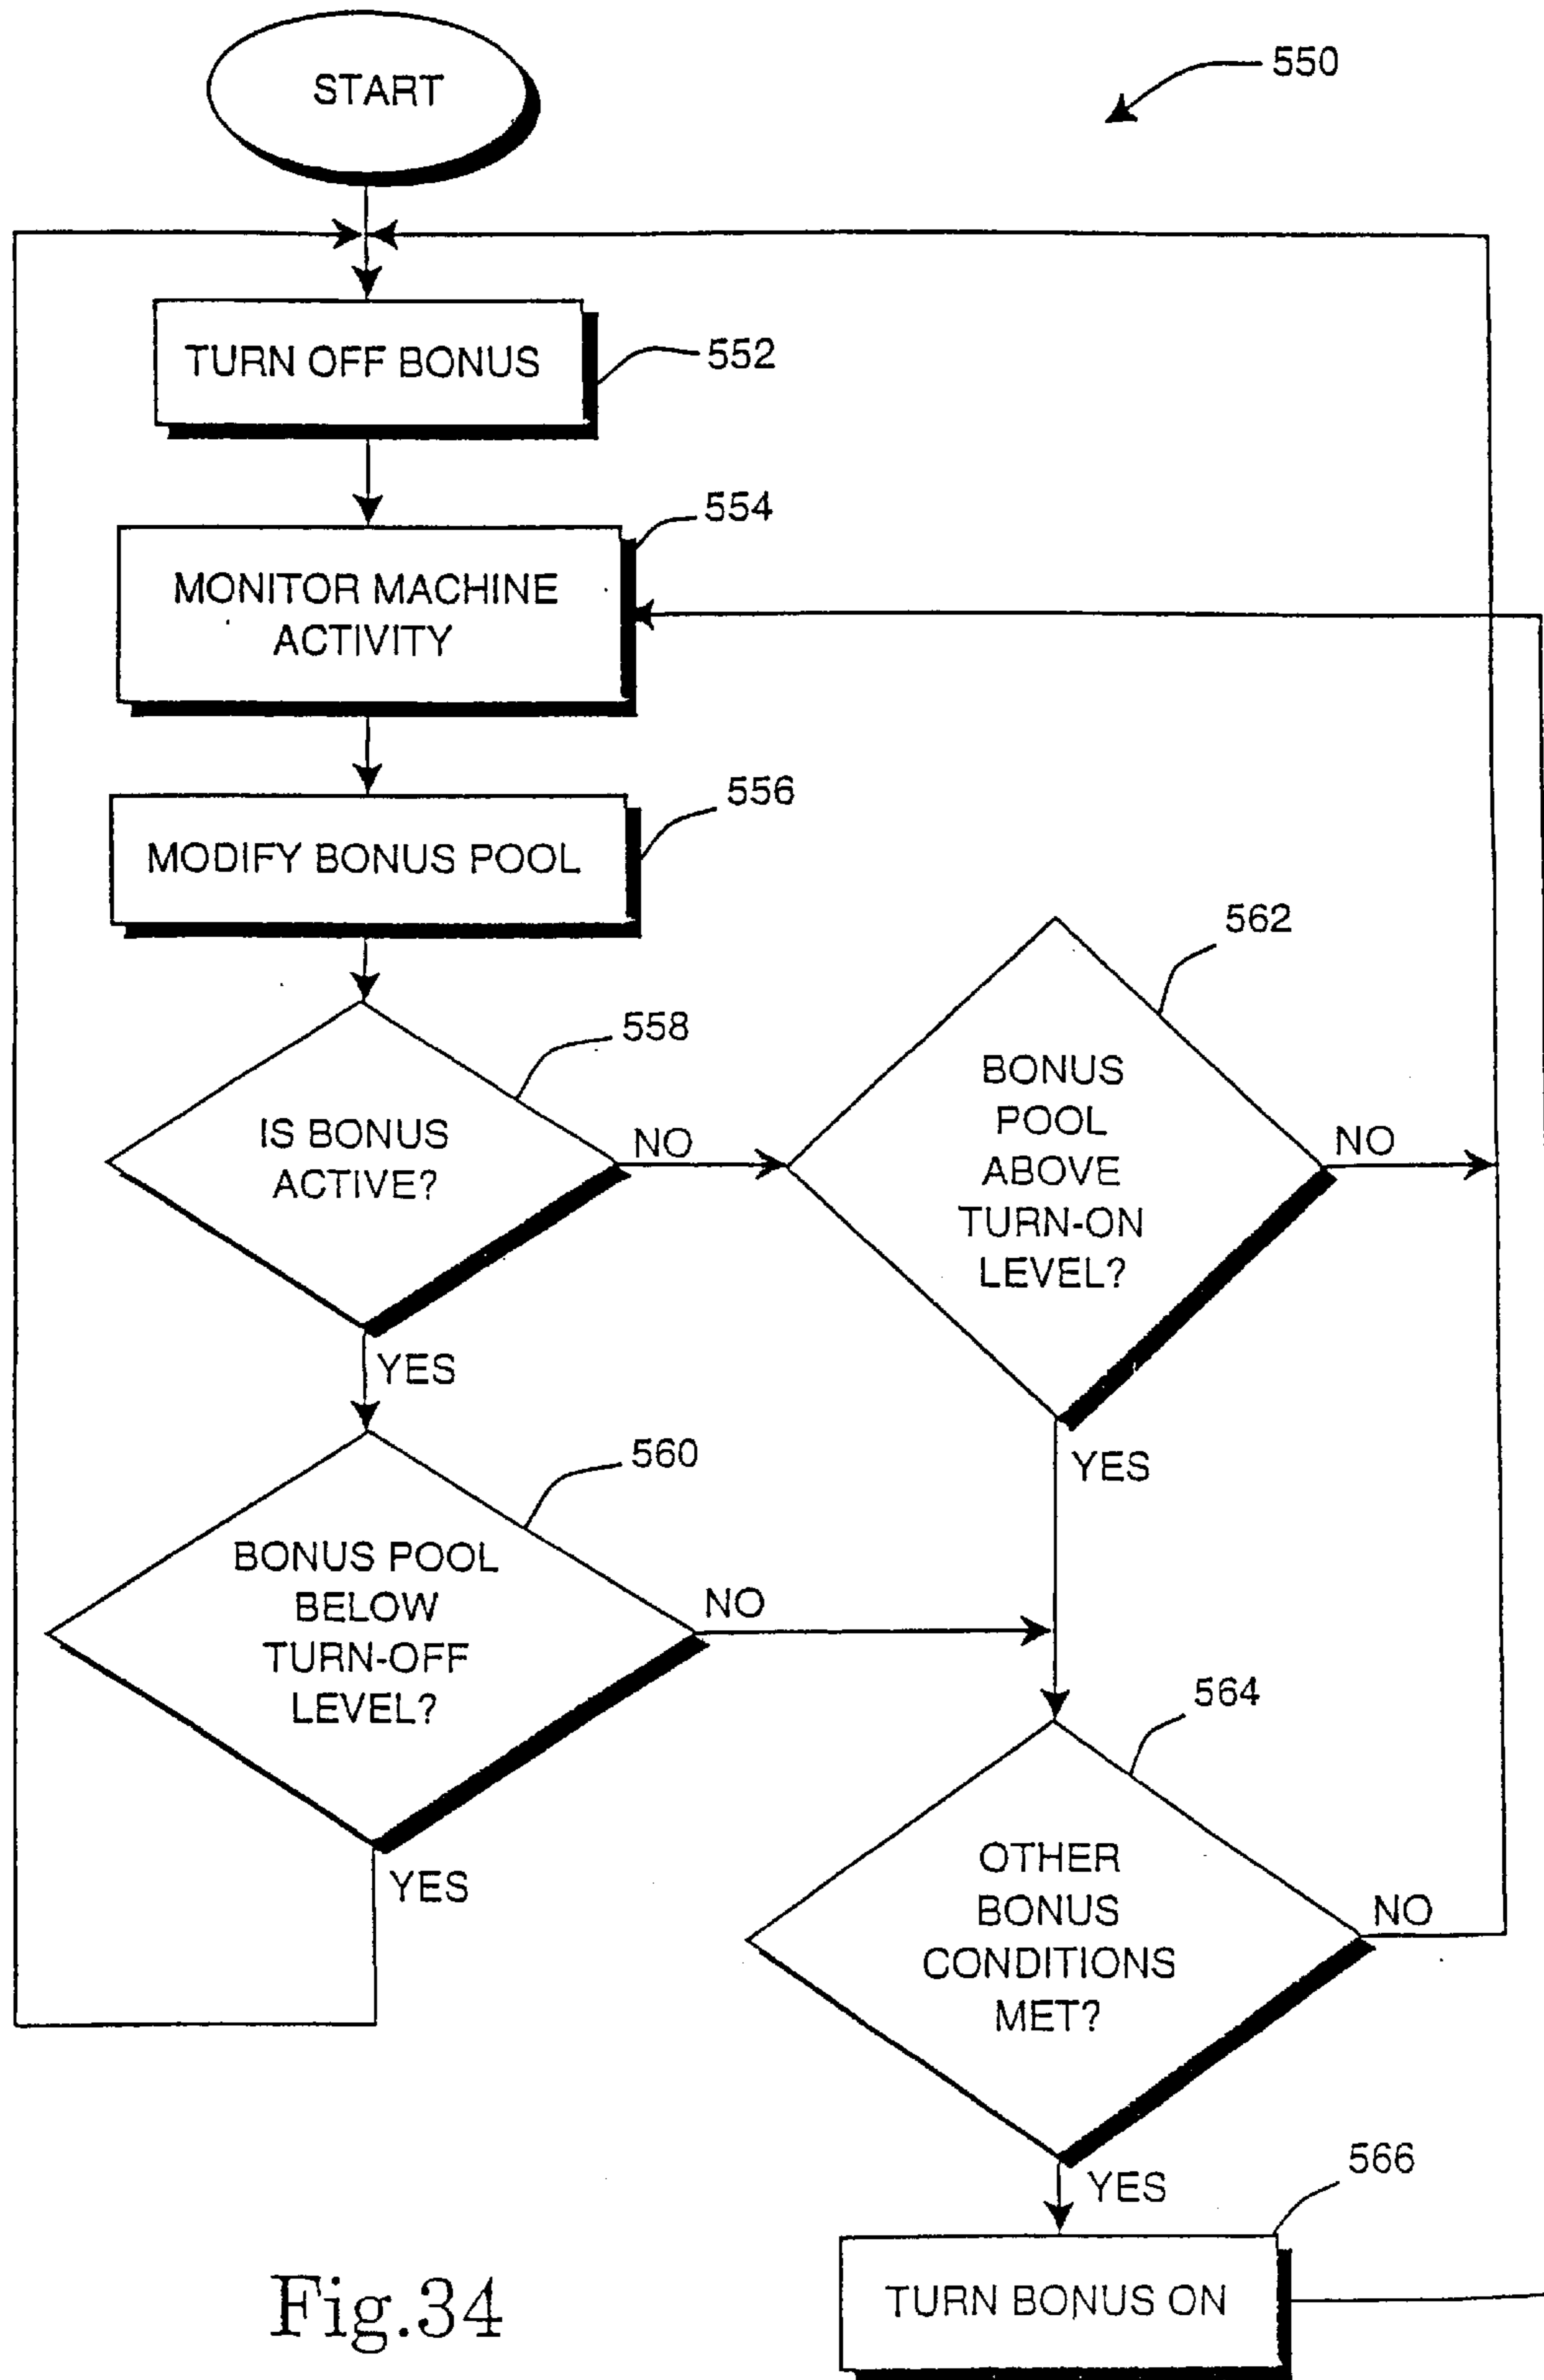 START
550
TURN OFF BONUS
552
554
MONITOR MACHINE
ACTIVITY
556
MODIFY BONUS POOL
562
558
BONUS
POOL
ABOVE
TURN-ON
LEVEL?
IS BONUS
ACTIVE?
NO
NO
YES
560
YES
BONUS POOL
BELOW
TURN-OFF
LEVEL?
NO
564
YES
OTHER
BONUS
CONDITIONS
MET?
NO
YES
566
TURN BONUS ON
Fig.34